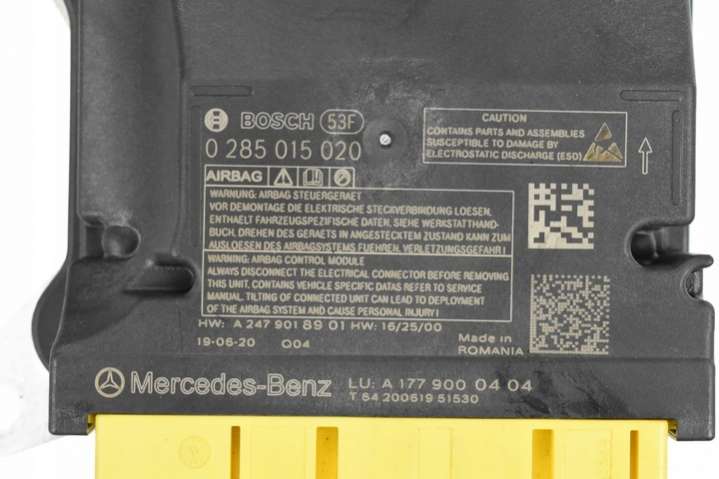 BOSCH 53F
0 285 015 020
AIRBAG
WARNUNG: AIRBAG STEUERGERAET
VOR DEMONTAGE DIE ELEKTRISCHE STECKVERBINDUNG LOESEN.
ENTHAELT FAHRZEUGSPEZIFISCHE DATEN, SIEHE WERKSTATTHAND-
BUCH. DREHEN DES GERAETS IN ANGESTECKTEM ZUSTAND KANN ZUM
AUSLOESEN DES AIRBAGSYSTEMS FUEHREN. VERLETZUNGSGEFAHR!
WARNING: AIRBAG CONTROL MODULE
ALWAYS DISCONNECT THE ELECTRICAL CONNECTOR BEFORE REMOVING
THIS UNIT, CONTAINS VEHICLE SPECIFIC DATAS REFER TO SERVICE
MANUAL. TILTING OF CONNECTED UNIT CAN LEAD TO DEPLOYMENT
OF THE AIRBAG SYSTEM AND CAUSE PERSONAL INJURY!
CAUTION
CONTAINS PARTS AND ASSEMBLIES
SUSCEPTIBLE TO DAMAGE BY
ELECTROSTATIC DISCHARGE (ESD)
HW: A 247 901 89 01 HW: 16/25/00
19-06-20 Q04
Made in
ROMANIA
Mercedes-Benz LU: A 177 900 04 04
T 84 200619 51530